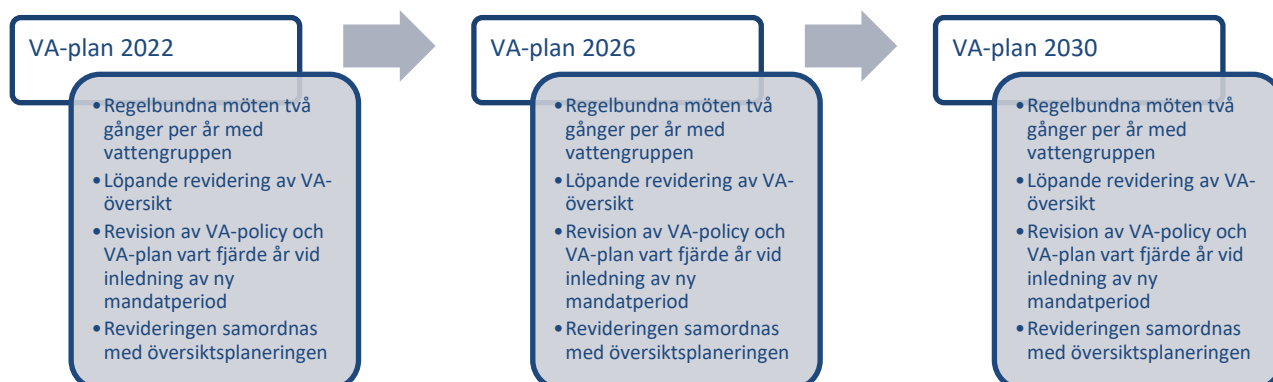 VA-plan 2022
•Regelbundna möten två
gånger per år med
vattengruppen
•Löpande revidering av VA-
översikt
•Revision av VA-policy och
VA-plan vart fjärde år vid
inledning av ny
mandatperiod
•Revideringen samordnas
med översiktsplaneringen
VA-plan 2026
•Regelbundna möten två
gånger per år med
vattengruppen
•Löpande revidering av VA-
översikt
•Revision av VA-policy och
VA-plan vart fjärde år vid
inledning av ny
mandatperiod
•Revideringen samordnas
med översiktsplaneringen
VA-plan 2030
•Regelbundna möten två
gånger per år med
vattengruppen
•Löpande revidering av VA-
översikt
•Revision av VA-policy och
VA-plan vart fjärde år vid
inledning av ny
mandatperiod
•Revideringen samordnas
med översiktsplaneringen